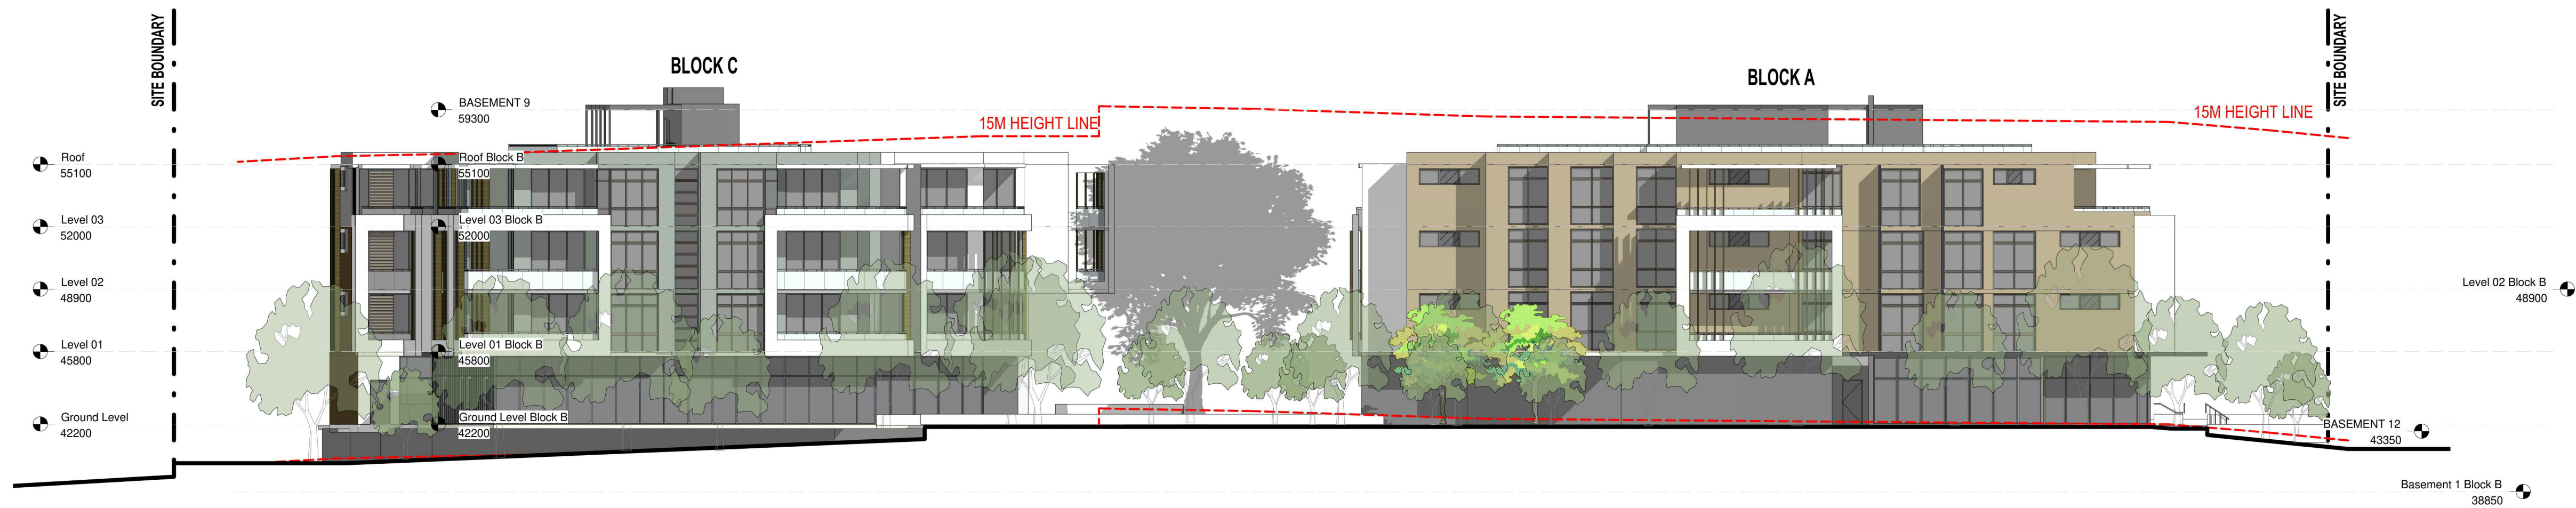 SITE BOUNDARY
BLOCK C
BLOCK A
SITE BOUNDARY
BASEMENT 9
59300
15M HEIGHT LINE
15M HEIGHT LINE
Roof
55100
Roof Block B
55100
Level 03
52000
Level 03 Block B
52000
Level 02
48900
Level 02 Block B
48900
Level 01
45800
Level 01 Block B
45800
Ground Level
42200
Ground Level Block B
42200
BASEMENT 12
43350
Basement 1 Block B
38850